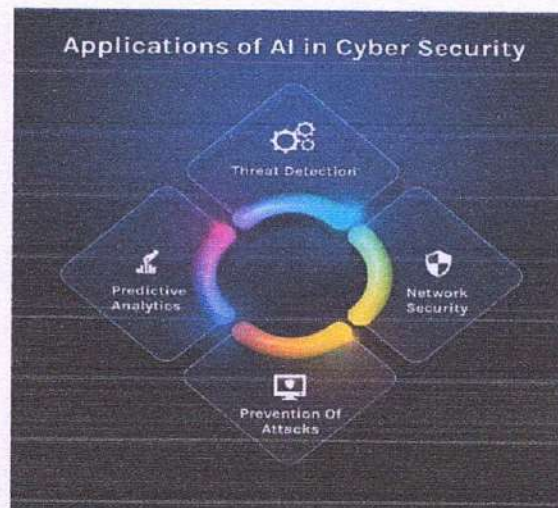 Applications of AI in Cyber Security
Threat Detection
Predictive
Analytics
Network
Security
Prevention Of
Attacks